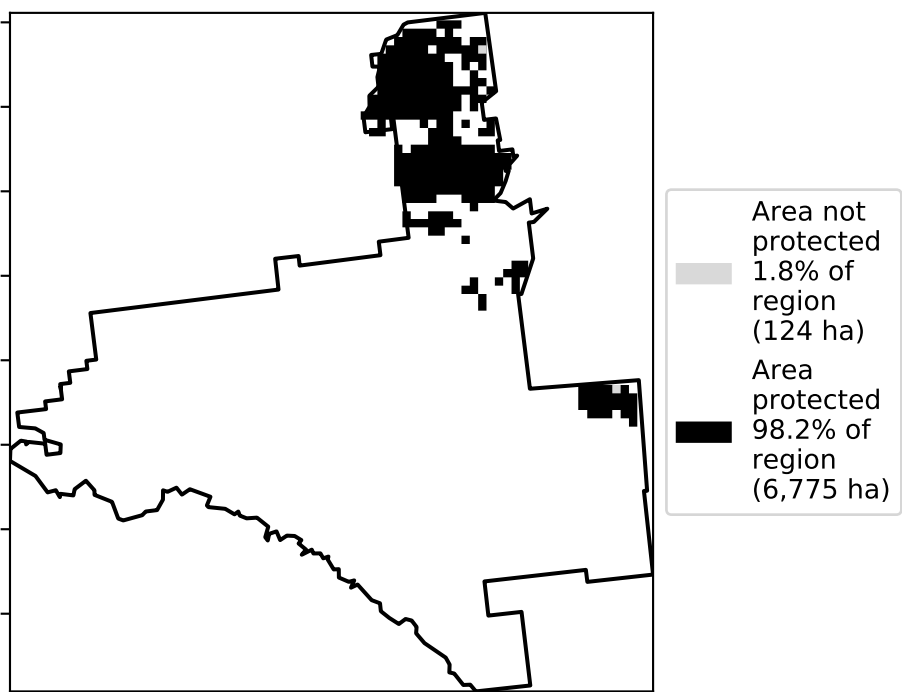 Area not
protected
1.8% of
region
(124 ha)
Area
protected
98.2% of
region
(6,775 ha)